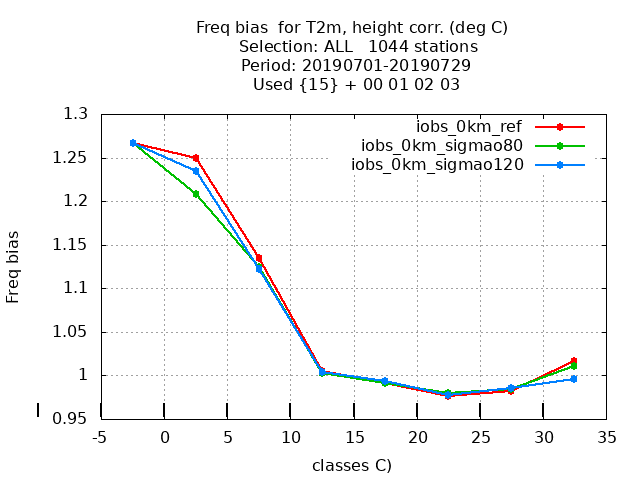 Freq bias  for T2m, height corr. (deg C)
Selection: ALL   1044 stations
Period: 20190701-20190729
Used {15} + 00 01 02 03
iobs_0km_ref
iobs_0km_sigmao80
iobs_0km_sigmao120
Freq bias
1.3
1.25
1.2
1.15
1.1
1.05
1
0.95
-5 0 5 10 15 20 25 30 35
classes C)